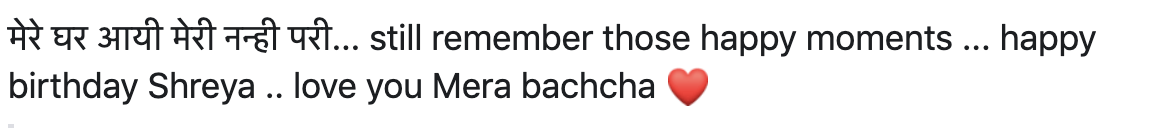 मेरे घर आयी मेरी नन्ही परी... still remember those happy moments ... happy
birthday Shreya .. love you Mera bachcha ❤️